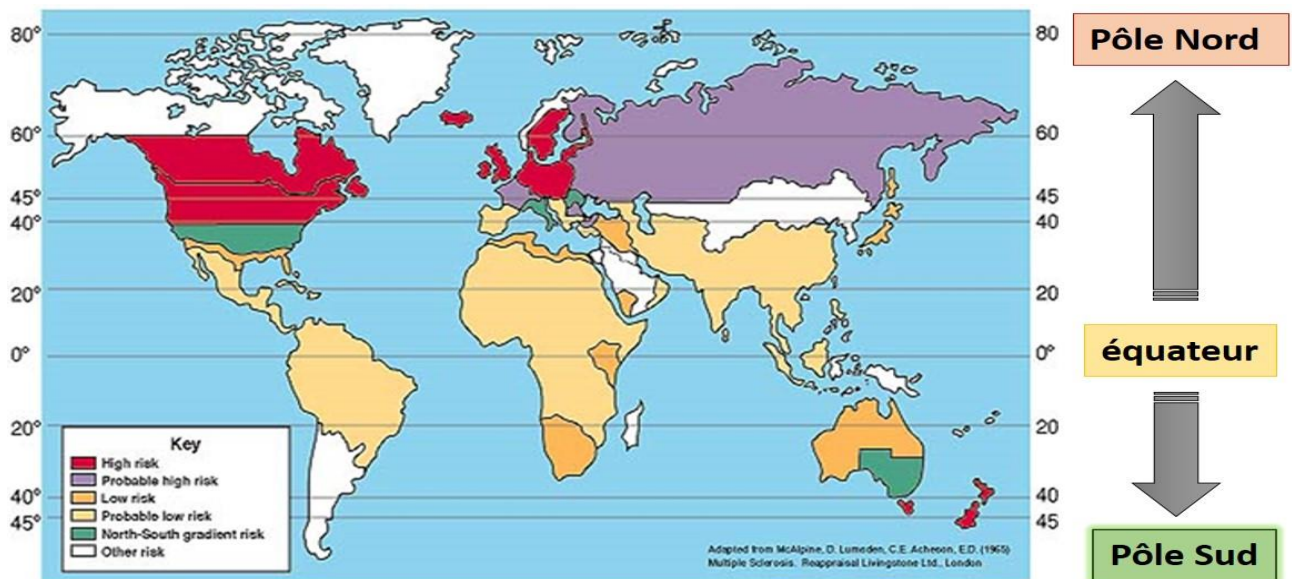 80°
60°
45°
40°
20°
0°
20°
40°
45°
80
60
45
40
20
0°
20
40
45
Pôle Nord
équateur
Pôle Sud
Key
High risk
Probable high risk
Low risk
Probable low risk
North-South gradient risk
Other risk
Adapted from McAlpine, D. Lumsden, C.E. Acheson, E.D. (1965)
Multiple Sclerosis. Reappraisal Livingstone Ltd., London